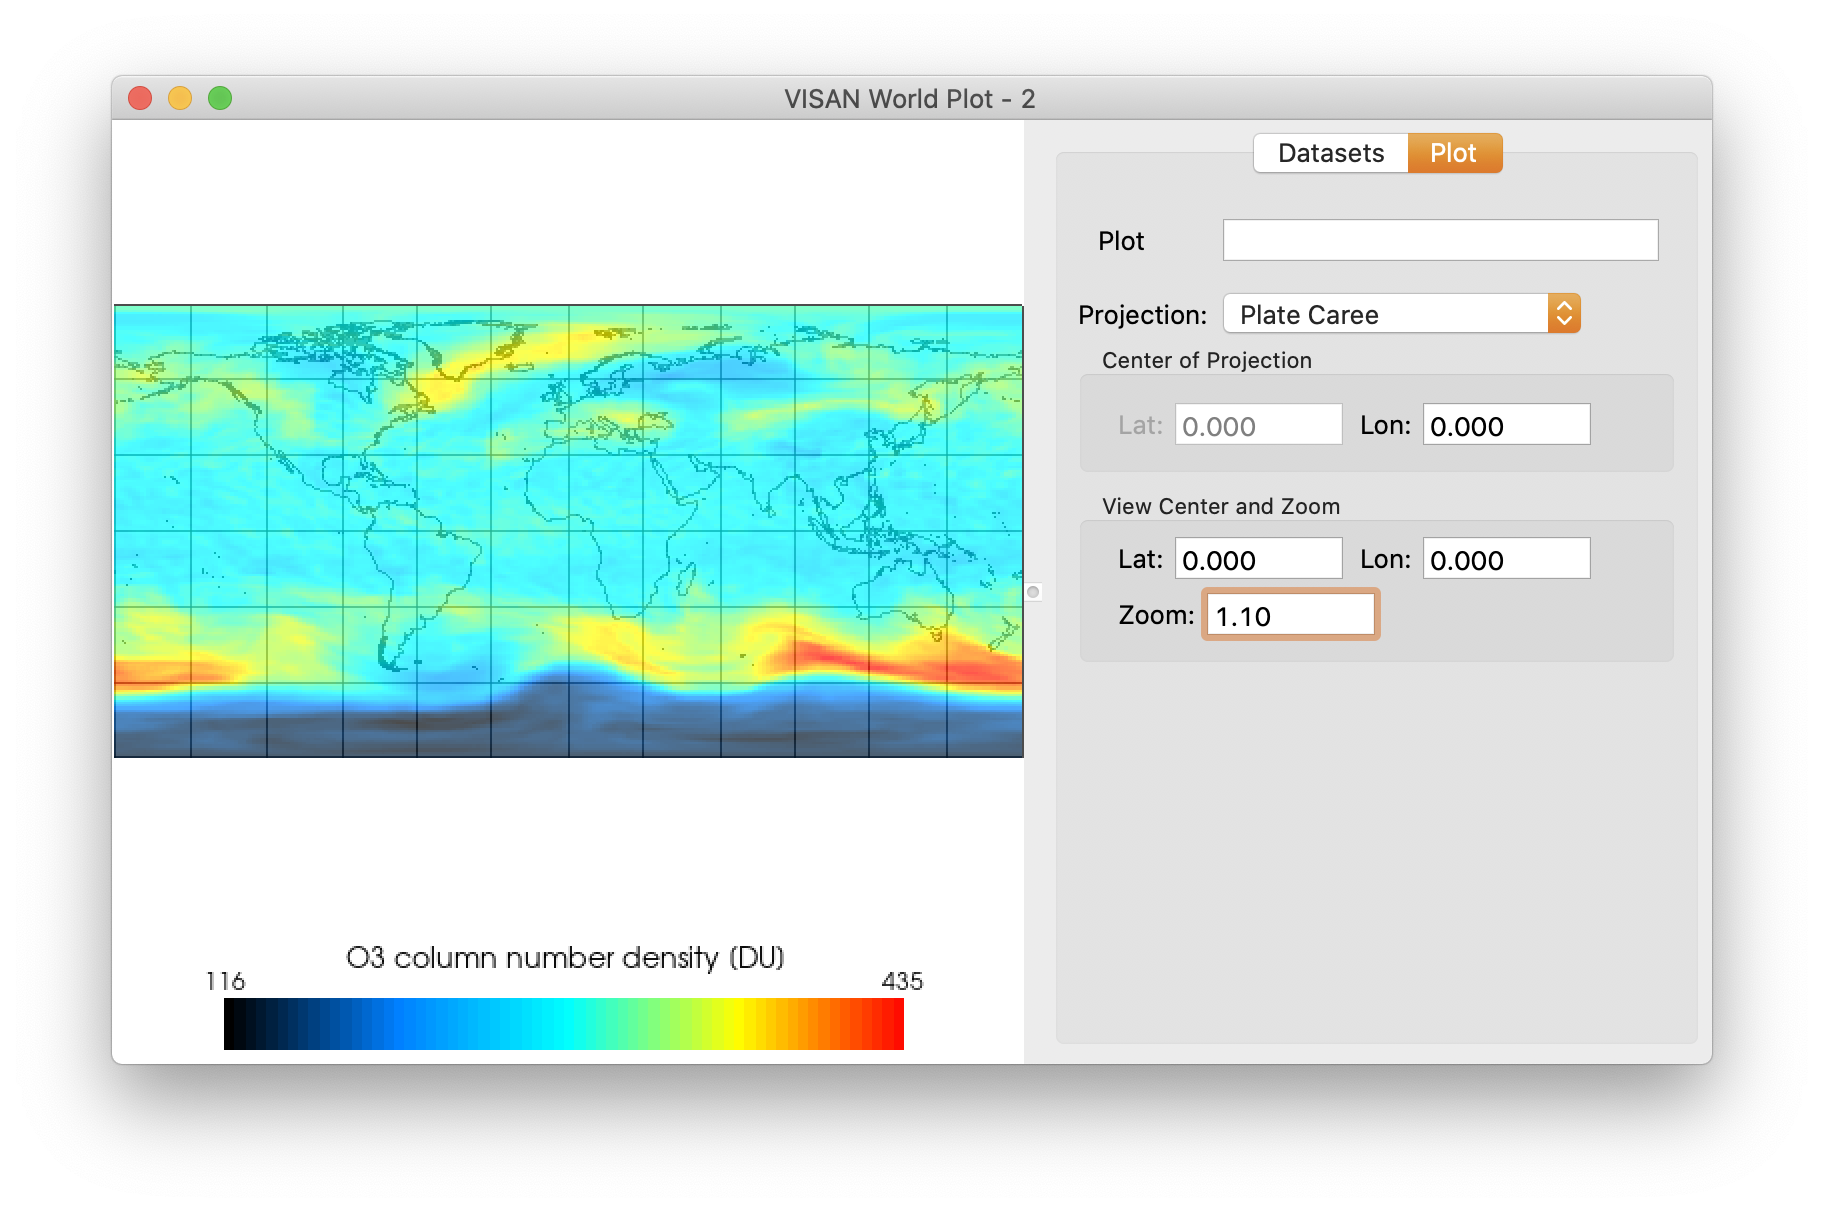 VISAN World Plot - 2
Datasets Plot
Plot
Projection: Plate Caree
Center of Projection
Lat: 0.000 Lon: 0.000
View Center and Zoom
Lat: 0.000 Lon: 0.000
Zoom: 1.10
O3 column number density (DU)
116 435